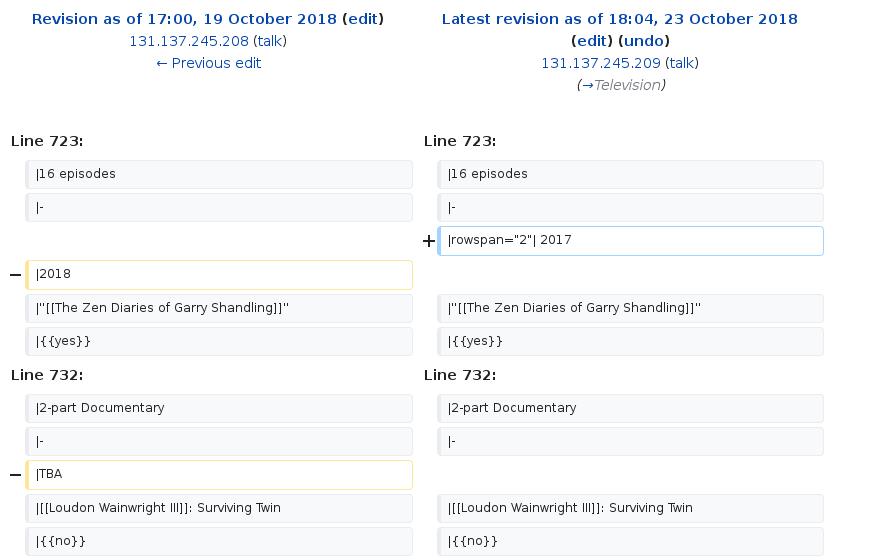 Revision as of 17:00, 19 October 2018 (edit)
131.137.245.208 (talk)
← Previous edit
Latest revision as of 18:04, 23 October 2018
(edit) (undo)
131.137.245.209 (talk)
(→Television)
Line 723:
Line 723:
|16 episodes
|16 episodes
|-
|-
+ |rowspan="2"| 2017
− |2018
|''[[The Zen Diaries of Garry Shandling]]''
|''[[The Zen Diaries of Garry Shandling]]''
|{{yes}}
|{{yes}}
Line 732:
Line 732:
|2-part Documentary
|2-part Documentary
|-
|-
− |TBA
|[[Loudon Wainwright III]]: Surviving Twin
|[[Loudon Wainwright III]]: Surviving Twin
|{{no}}
|{{no}}